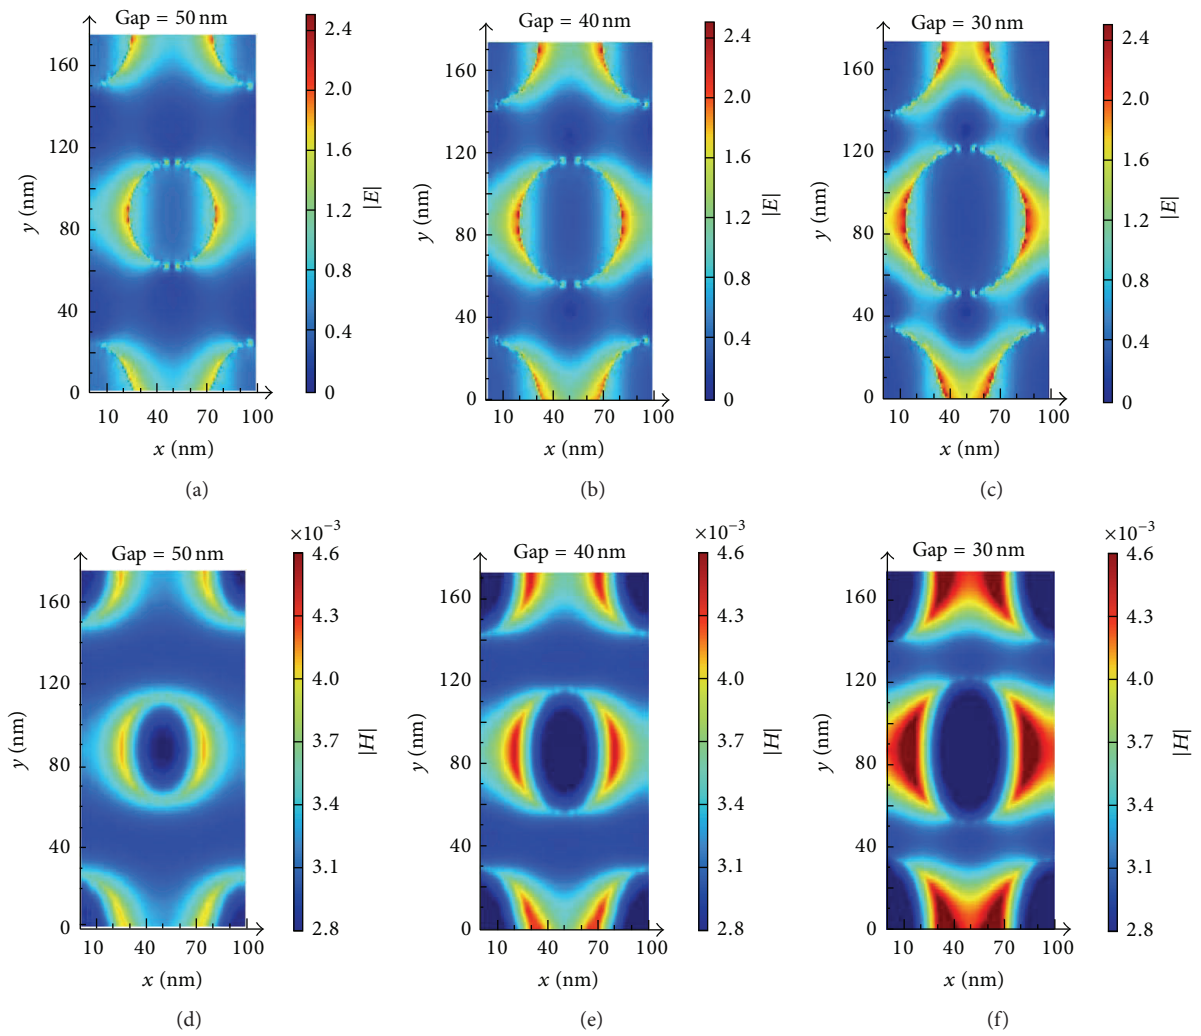 Gap = 50 nm
160
120
80
40
0
10 40 70 100
y (nm)
x (nm)
2.4
2.0
1.6
1.2
0.8
0.4
0
|E|
(a)
Gap = 40 nm
160
120
80
40
0
10 40 70 100
y (nm)
x (nm)
2.4
2.0
1.6
1.2
0.8
0.4
0
|E|
(b)
Gap = 30 nm
160
120
80
40
0
10 40 70 100
y (nm)
x (nm)
2.4
2.0
1.6
1.2
0.8
0.4
0
|E|
(c)
Gap = 50 nm
160
120
80
40
0
10 40 70 100
y (nm)
x (nm)
×10⁻³
4.6
4.3
4.0
3.7
3.4
3.1
2.8
|H|
(d)
Gap = 40 nm
160
120
80
40
0
10 40 70 100
y (nm)
x (nm)
×10⁻³
4.6
4.3
4.0
3.7
3.4
3.1
2.8
|H|
(e)
Gap = 30 nm
160
120
80
40
0
10 40 70 100
y (nm)
x (nm)
×10⁻³
4.6
4.3
4.0
3.7
3.4
3.1
2.8
|H|
(f)